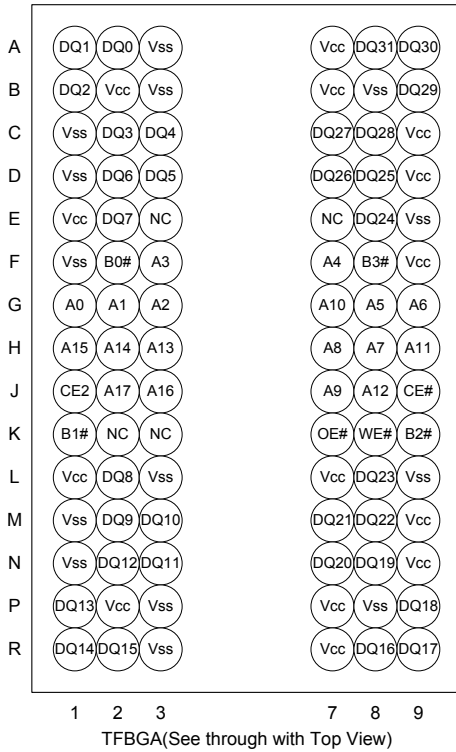 A DQ1 DQ0 Vss Vcc DQ31 DQ30
B DQ2 Vcc Vss Vcc Vss DQ29
C Vss DQ3 DQ4 DQ27 DQ28 Vcc
D Vss DQ6 DQ5 DQ26 DQ25 Vcc
E Vcc DQ7 NC NC DQ24 Vss
F Vss B0# A3 A4 B3# Vcc
G A0 A1 A2 A10 A5 A6
H A15 A14 A13 A8 A7 A11
J CE2 A17 A16 A9 A12 CE#
K B1# NC NC OE# WE# B2#
L Vcc DQ8 Vss Vcc DQ23 Vss
M Vss DQ9 DQ10 DQ21 DQ22 Vcc
N Vss DQ12 DQ11 DQ20 DQ19 Vcc
P DQ13 Vcc Vss Vcc Vss DQ18
R DQ14 DQ15 Vss Vcc DQ16 DQ17
1 2 3 7 8 9
TFBGA(See through with Top View)